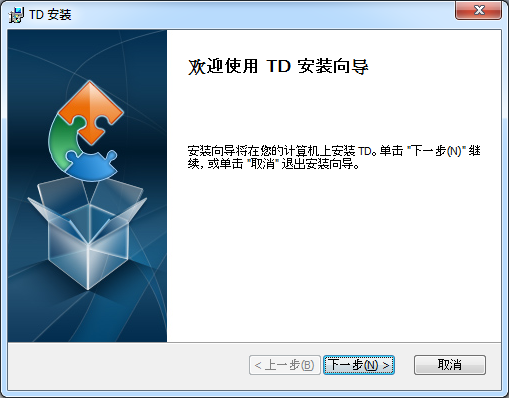 TD 安装
欢迎使用 TD 安装向导
安装向导将在您的计算机上安装 TD。单击 "下一步(N)" 继
续, 或单击 "取消" 退出安装向导。
< 上一步(B)
下一步(N) >
取消